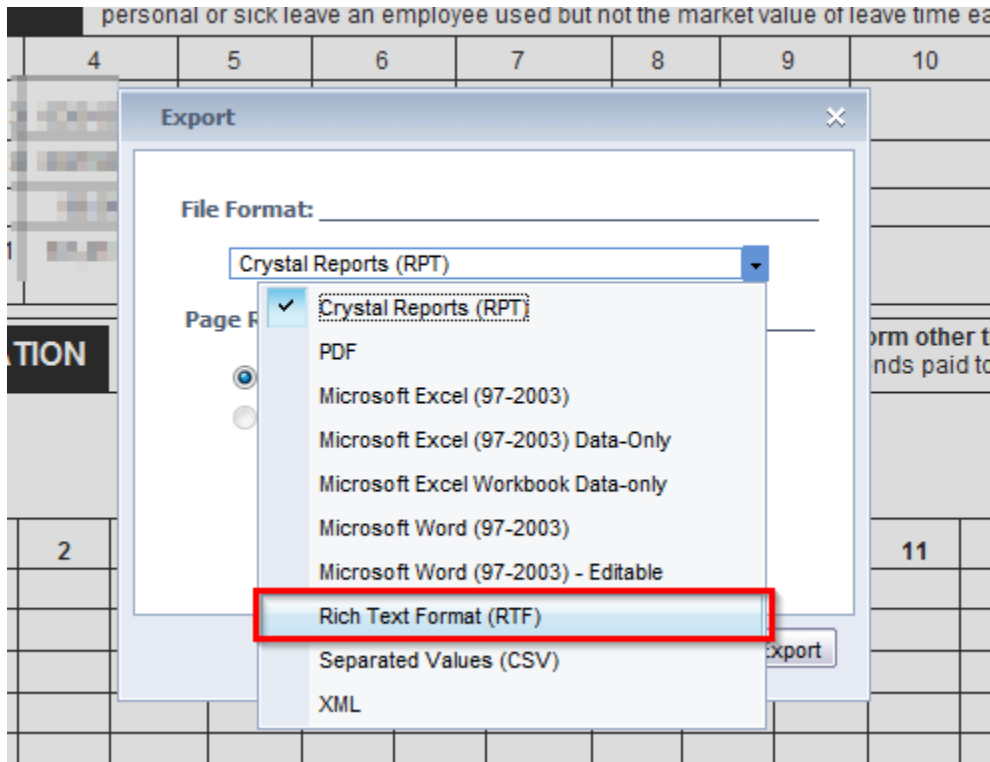 personal or sick leave an employee used but not the market value of leave time ea
4 5 6 7 8 9 10
Export
File Format:
Crystal Reports (RPT)
Crystal Reports (RPT)
Page R
PDF
ATION
orm other t
nds paid to
Microsoft Excel (97-2003)
Microsoft Excel (97-2003) Data-Only
Microsoft Excel Workbook Data-only
Microsoft Word (97-2003)
2 11
Microsoft Word (97-2003) - Editable
Rich Text Format (RTF)
Export
Separated Values (CSV)
XML